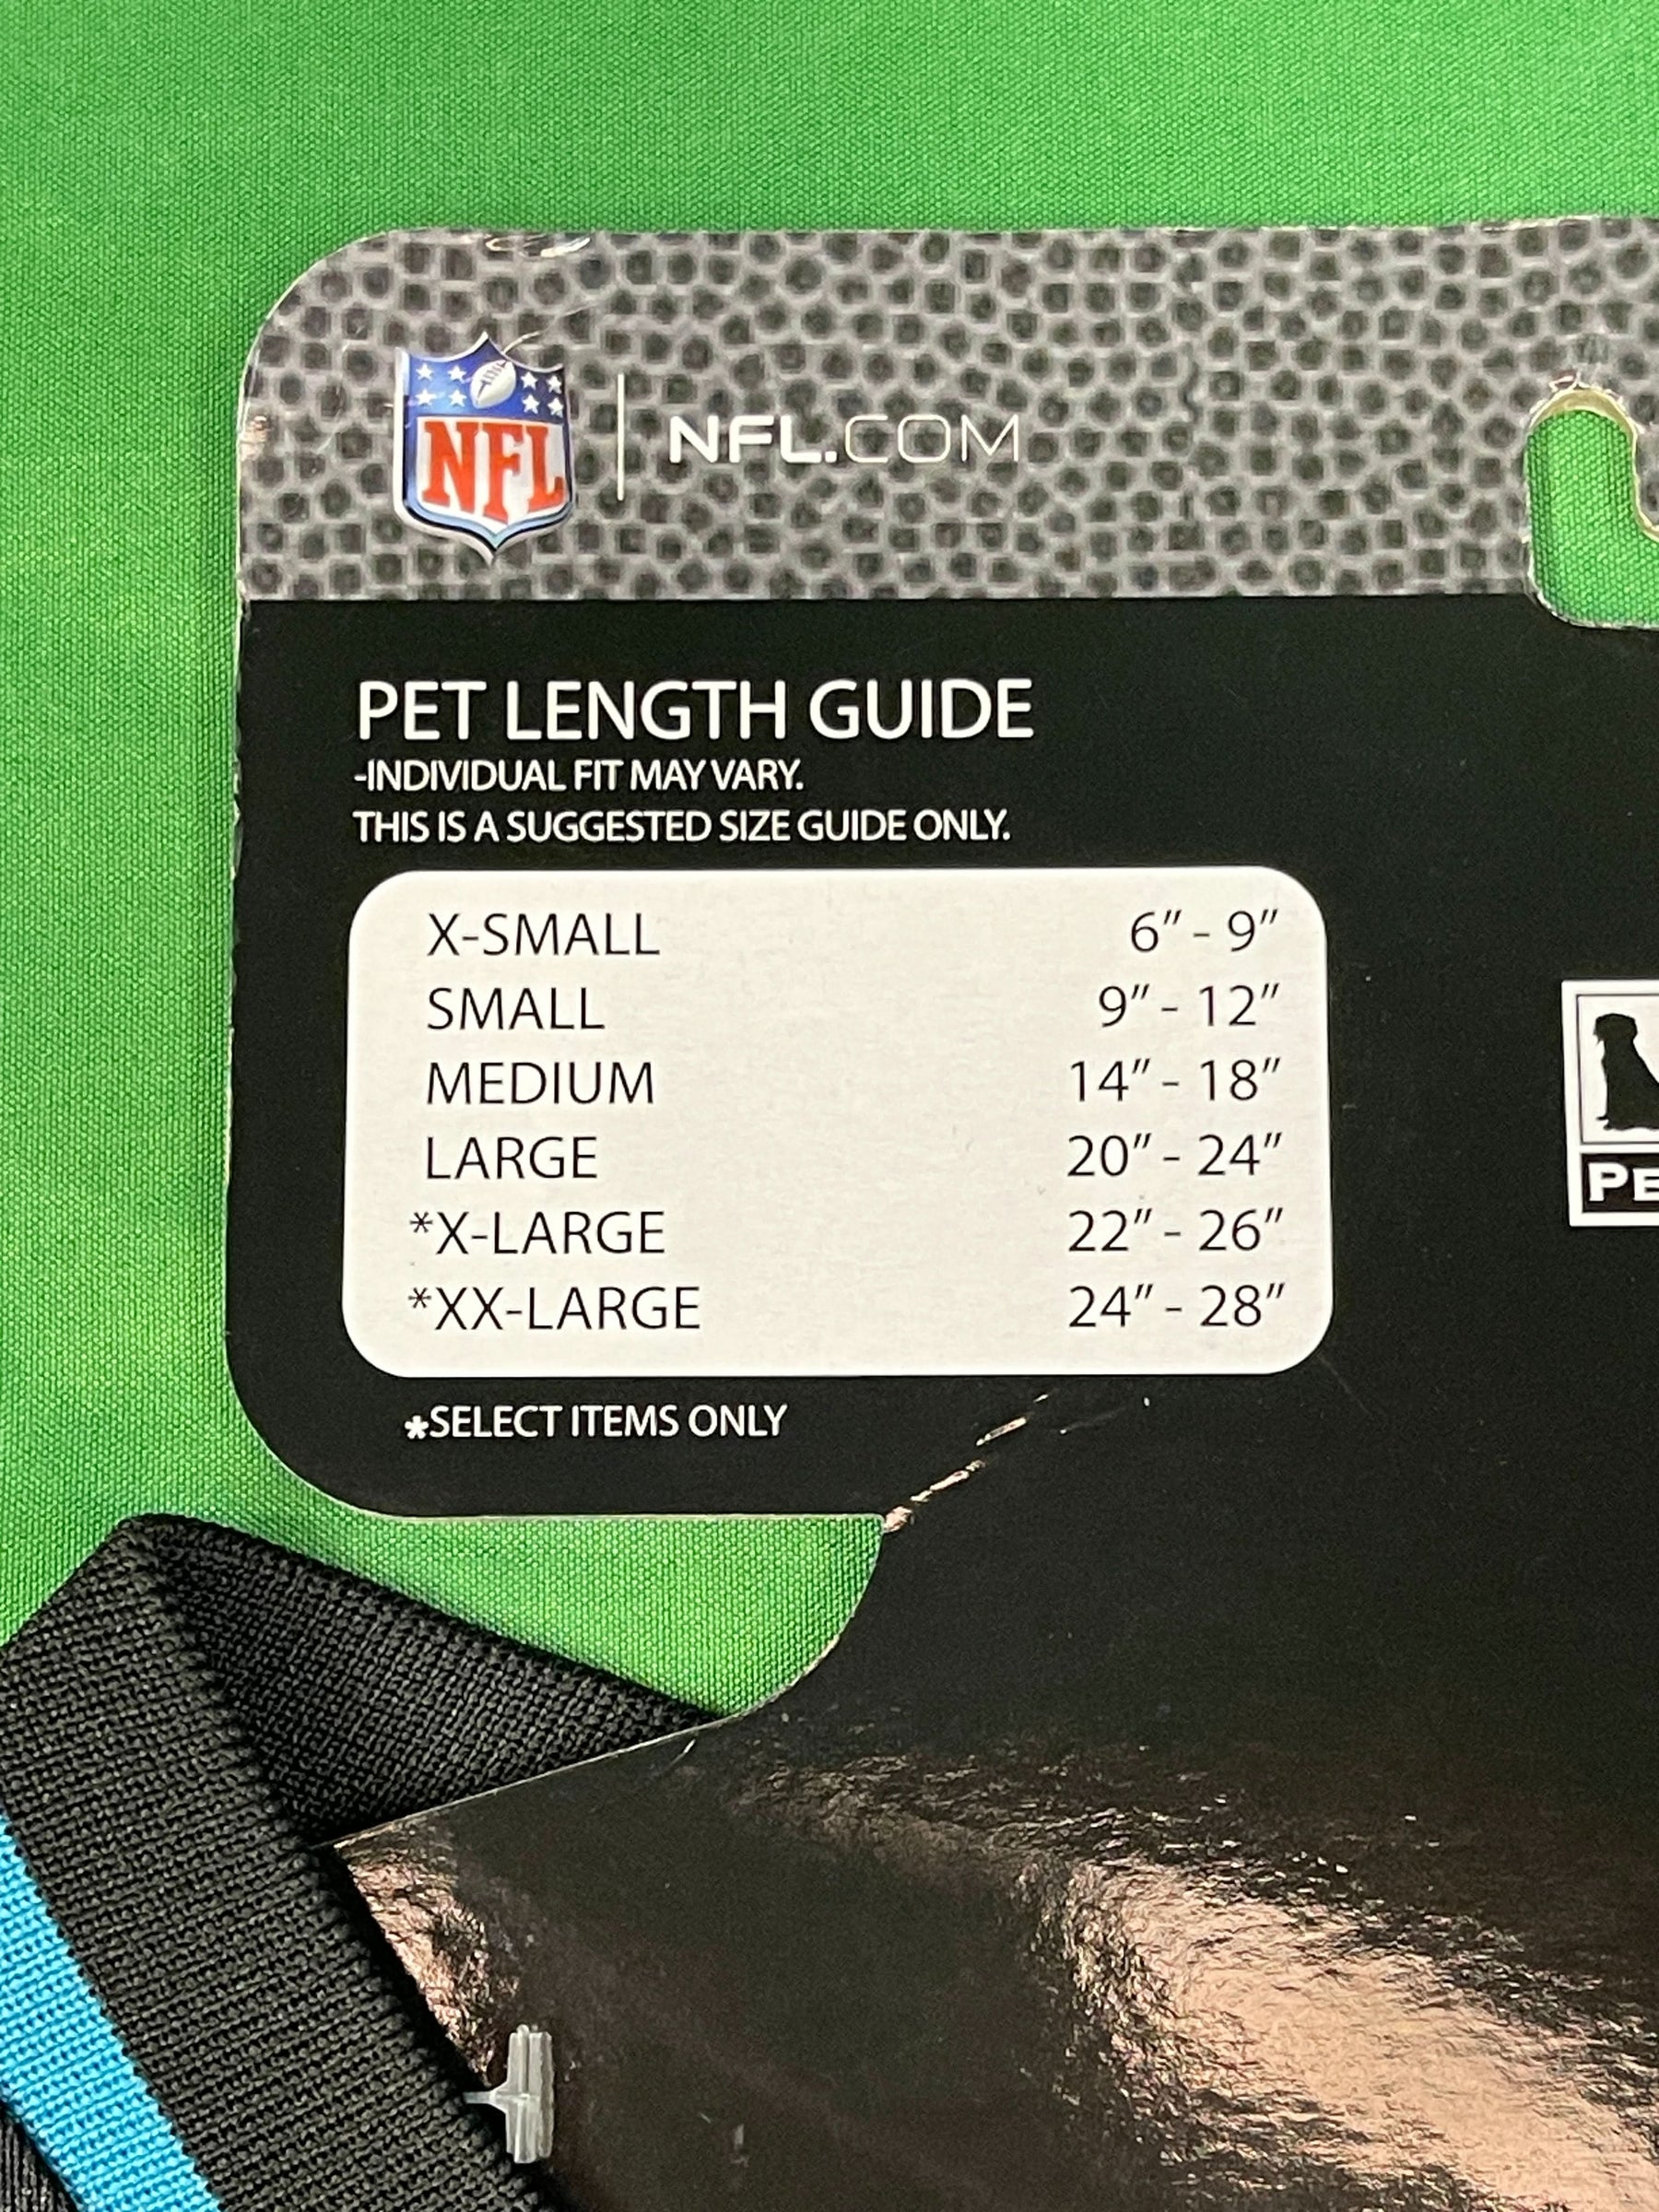 NFL
NFL.COM
PET LENGTH GUIDE
-INDIVIDUAL FIT MAY VARY.
THIS IS A SUGGESTED SIZE GUIDE ONLY.
X-SMALL 6” - 9”
SMALL 9” - 12”
MEDIUM 14” - 18”
LARGE 20” - 24”
*X-LARGE 22” - 26”
*XX-LARGE 24” - 28”
*SELECT ITEMS ONLY